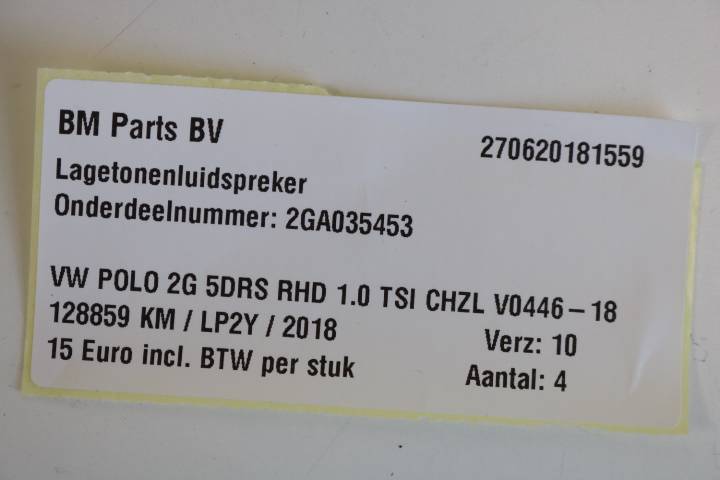 BM Parts BV
270620181559
Lagetonenluidspreker
Onderdeelnummer: 2GA035453
VW POLO 2G 5DRS RHD 1.0 TSI CHZL V0446-18
128859 KM / LP2Y / 2018
Verz: 10
15 Euro incl. BTW per stuk
Aantal: 4